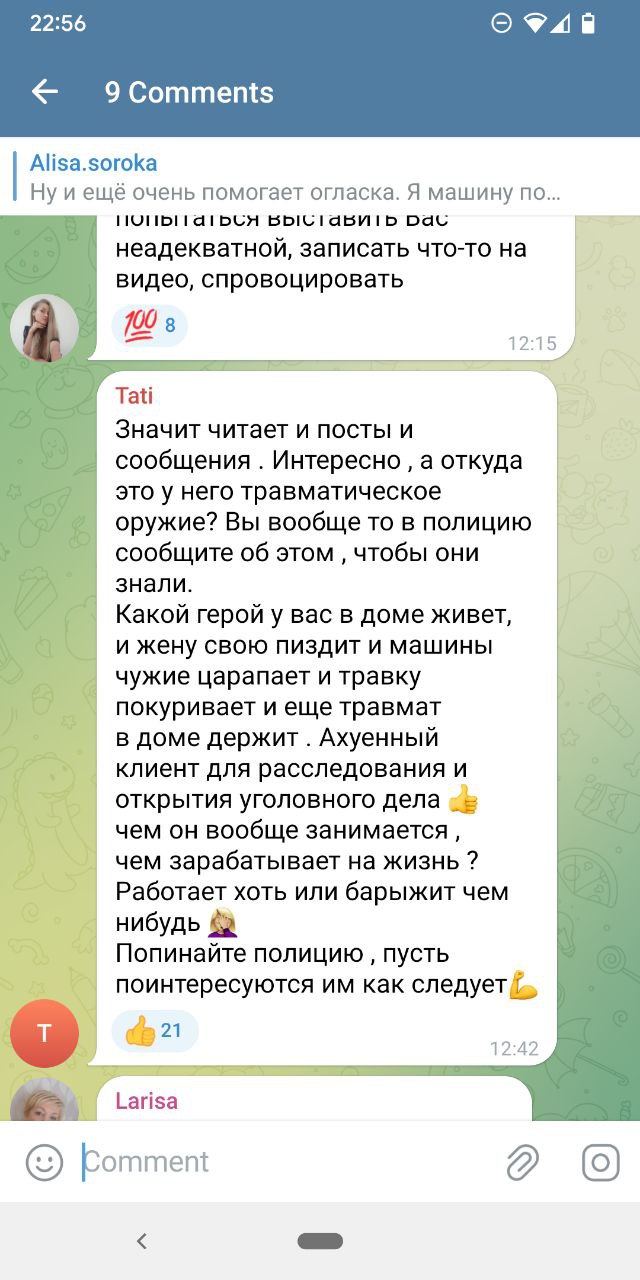 22:56
9 Comments
Alisa.soroka
Ну и ещё очень помогает огласка. Я машину по...
попытаться выставить Вас
неадекватной, записать что-то на
видео, спровоцировать
💯 8
12:15
Tati
Значит читает и посты и
сообщения . Интересно , а откуда
это у него травматическое
оружие? Вы вообще то в полицию
сообщите об этом , чтобы они
знали.
Какой герой у вас в доме живет,
и жену свою пиздит и машины
чужие царапает и травку
покуривает и еще травмат
в доме держит . Ахуенный
клиент для расследования и
открытия уголовного дела 👍
чем он вообще занимается ,
чем зарабатывает на жизнь ?
Работает хоть или барыжит чем
нибудь 🤦🏼‍♀️
Попинайте полицию , пусть
поинтересуются им как следует💪
👍 21
T
12:42
Larisa
Comment